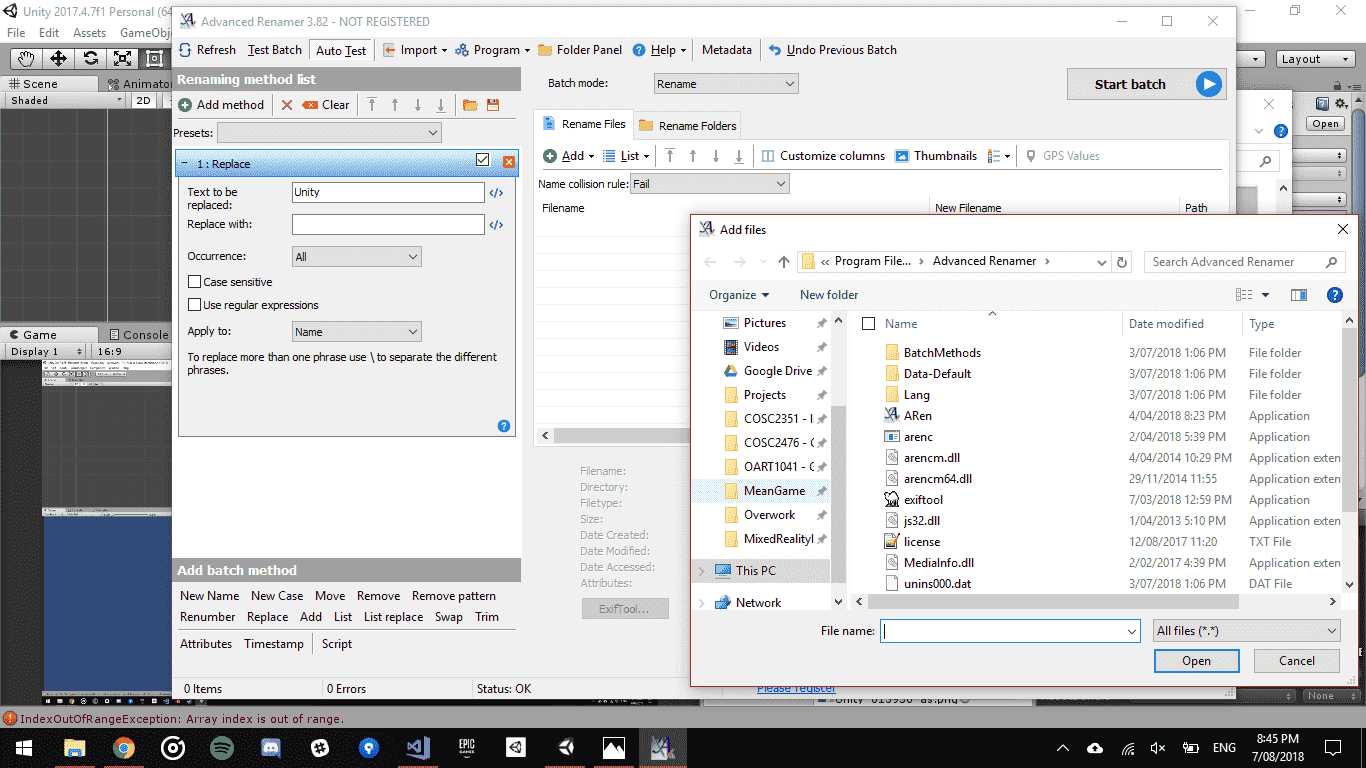 Unity 2017.4.7f1 Personal (64
File Edit Assets GameObj
Scene Animator
Shaded 2D
Game Console
Display 1 16:9
Layout
Open
Advanced Renamer 3.82 - NOT REGISTERED
Refresh Test Batch Auto Test Import Program Folder Panel Help Metadata Undo Previous Batch
Renaming method list
Add method Clear
Presets:
1 : Replace
Text to be replaced: Unity
Replace with:
Occurrence: All
Case sensitive
Use regular expressions
Apply to: Name
To replace more than one phrase use \ to separate the different
phrases.
Add batch method
New Name New Case Move Remove Remove pattern
Renumber Replace Add List List replace Swap Trim
Attributes Timestamp Script
0 Items 0 Errors Status: OK
Batch mode: Rename
Start batch
Rename Files Rename Folders
Add List Customize columns Thumbnails GPS Values
Name collision rule: Fail
Filename New Filename Path
Filename:
Directory:
Filetype:
Size:
Date Created:
Date Modified:
Date Accessed:
Attributes:
ExifTool...
Please register
Add files
« Program File... Advanced Renamer
Search Advanced Renamer
Organize New folder
Pictures
Videos
Google Drive
Projects
COSC2351 - I
COSC2476 - C
OART1041 - G
MeanGame
Overwork
MixedRealityI
This PC
Network
Name Date modified Type
BatchMethods 3/07/2018 1:06 PM File folder
Data-Default 3/07/2018 1:06 PM File folder
Lang 3/07/2018 1:06 PM File folder
ARen 4/04/2018 8:23 PM Application
arenc 2/04/2018 5:39 PM Application
arencm.dll 4/04/2014 10:29 PM Application exten
arencm64.dll 29/11/2014 11:55 Application exten
exiftool 7/03/2018 12:59 PM Application
js32.dll 1/04/2013 5:10 PM Application exten
license 12/08/2017 11:20 TXT File
MediaInfo.dll 2/02/2017 4:39 PM Application exten
unins000.dat 3/07/2018 1:06 PM DAT File
File name: All files (*.*)
Open Cancel
None
IndexOutOfRangeException: Array index is out of range.
EPIC GAMES
ENG
8:45 PM
7/08/2018